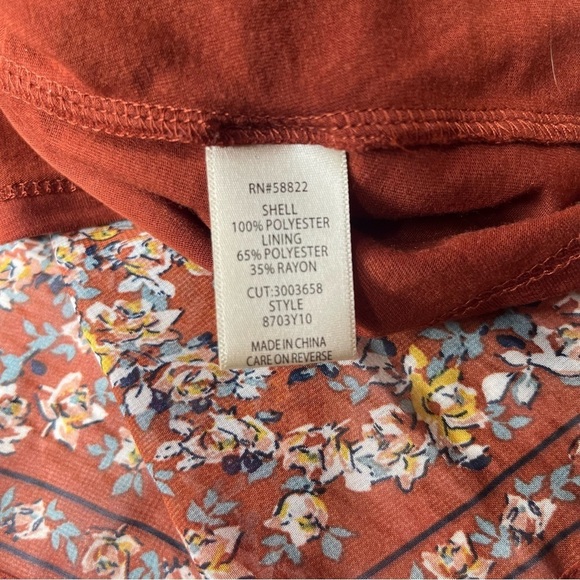 RN#58822
SHELL
100% POLYESTER
LINING
65% POLYESTER
35% RAYON
CUT:3003658
STYLE
8703Y10
MADE IN CHINA
CARE ON REVERSE